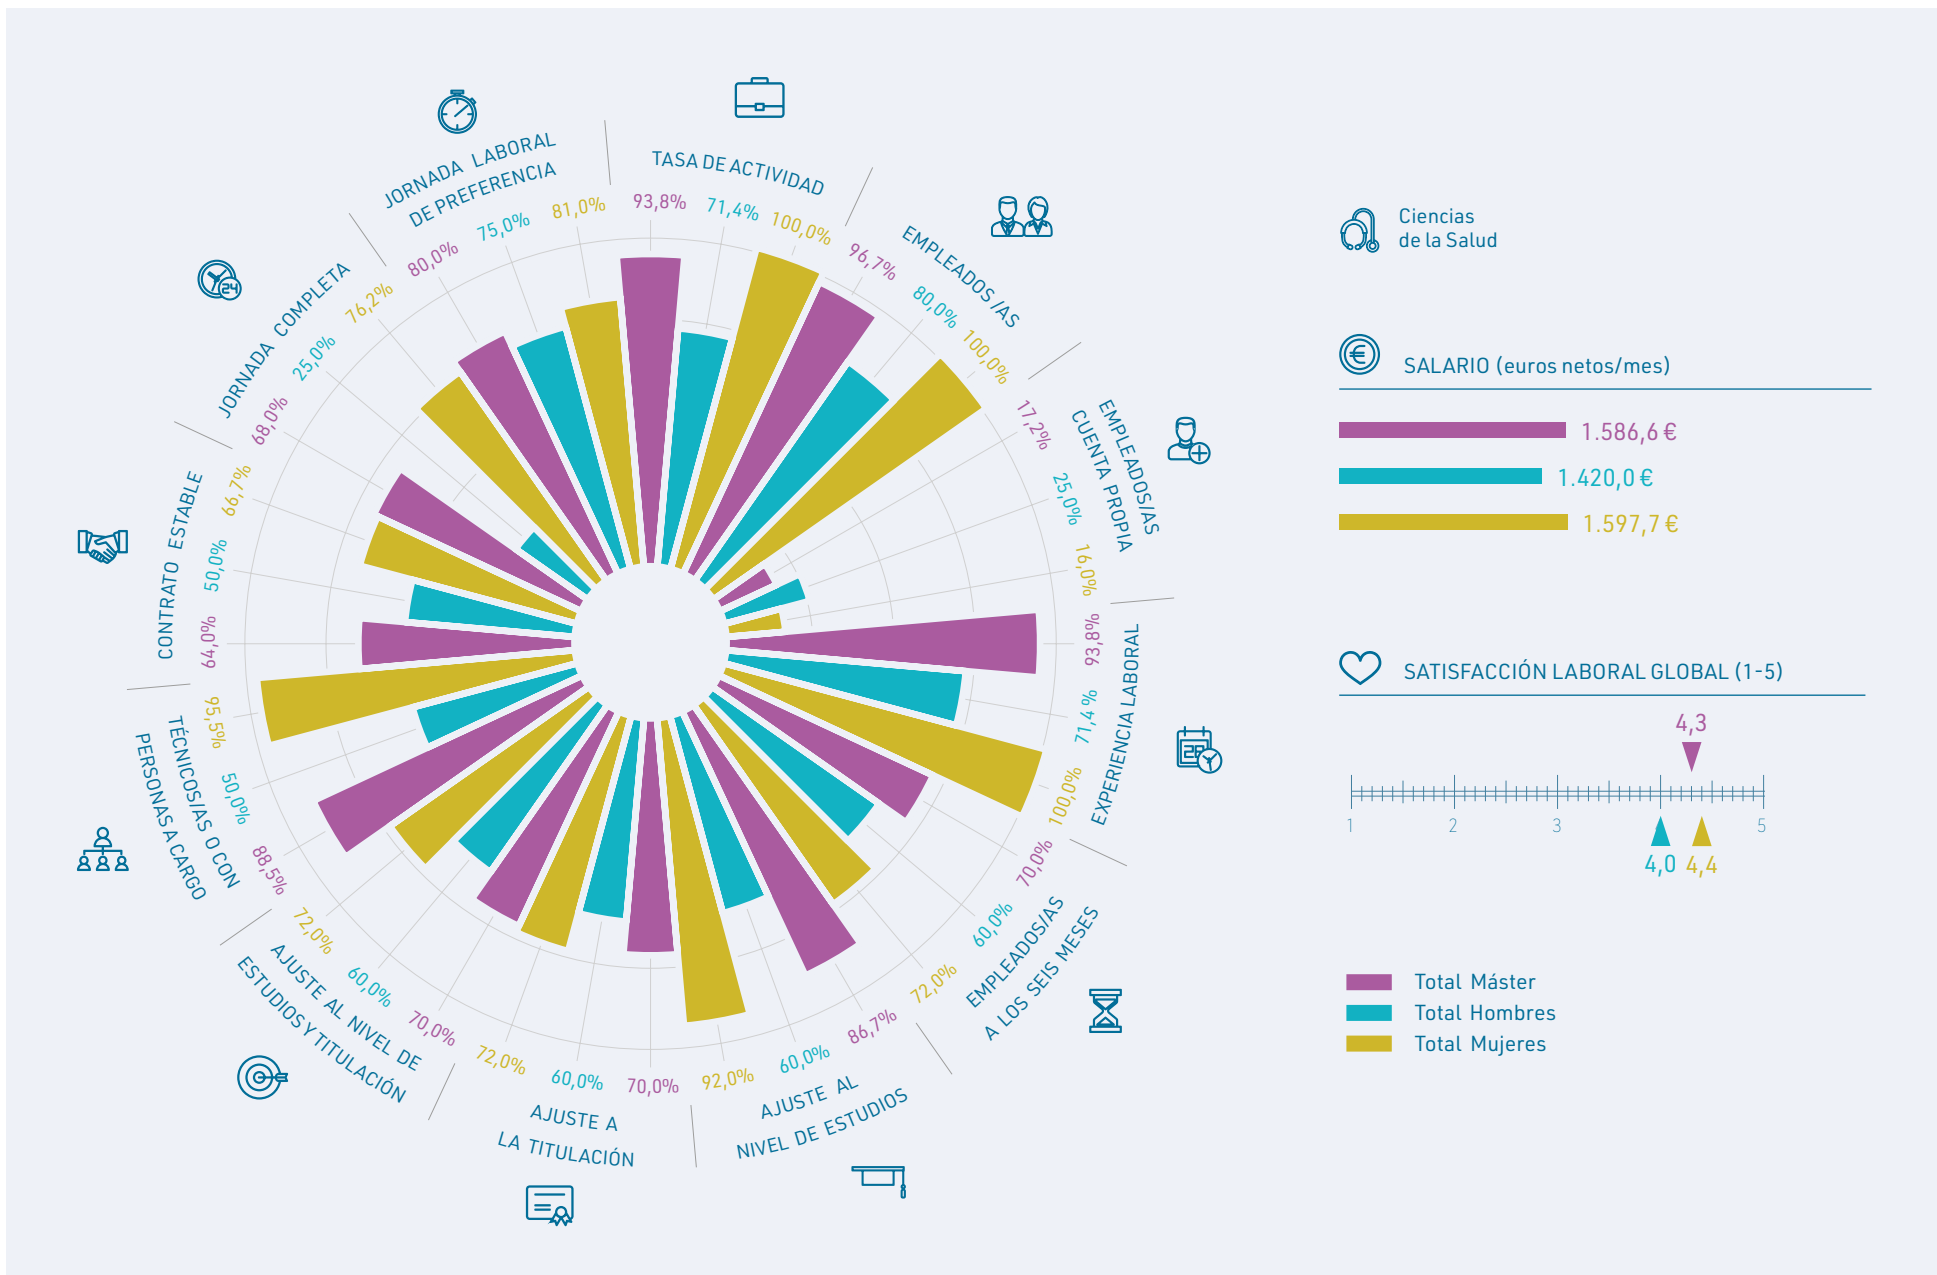 TASA DE ACTIVIDAD
93,8%
71,4%
100,0%
EMPLEADOS/AS
96,7%
80,0%
100,0%
EMPLEADOS/AS
CUENTA PROPIA
17,2%
25,0%
16,0%
EXPERIENCIA LABORAL
93,8%
71,4%
100,0%
EMPLEADOS/AS
A LOS SEIS MESES
70,0%
60,0%
72,0%
AJUSTE AL
NIVEL DE ESTUDIOS
86,7%
60,0%
92,0%
AJUSTE A
LA TITULACIÓN
70,0%
60,0%
72,0%
AJUSTE AL NIVEL DE
ESTUDIOS Y TITULACIÓN
70,0%
60,0%
72,0%
TÉCNICOS/AS O CON
PERSONAS A CARGO
88,5%
50,0%
95,5%
CONTRATO ESTABLE
64,0%
50,0%
66,7%
JORNADA COMPLETA
68,0%
25,0%
76,2%
JORNADA LABORAL
DE PREFERENCIA
80,0%
75,0%
81,0%
24
28
Ciencias
de la Salud
€
SALARIO (euros netos/mes)
1.586,6 €
1.420,0 €
1.597,7 €
SATISFACCIÓN LABORAL GLOBAL (1-5)
4,3
1 2 3 5
4,0 4,4
Total Máster
Total Hombres
Total Mujeres